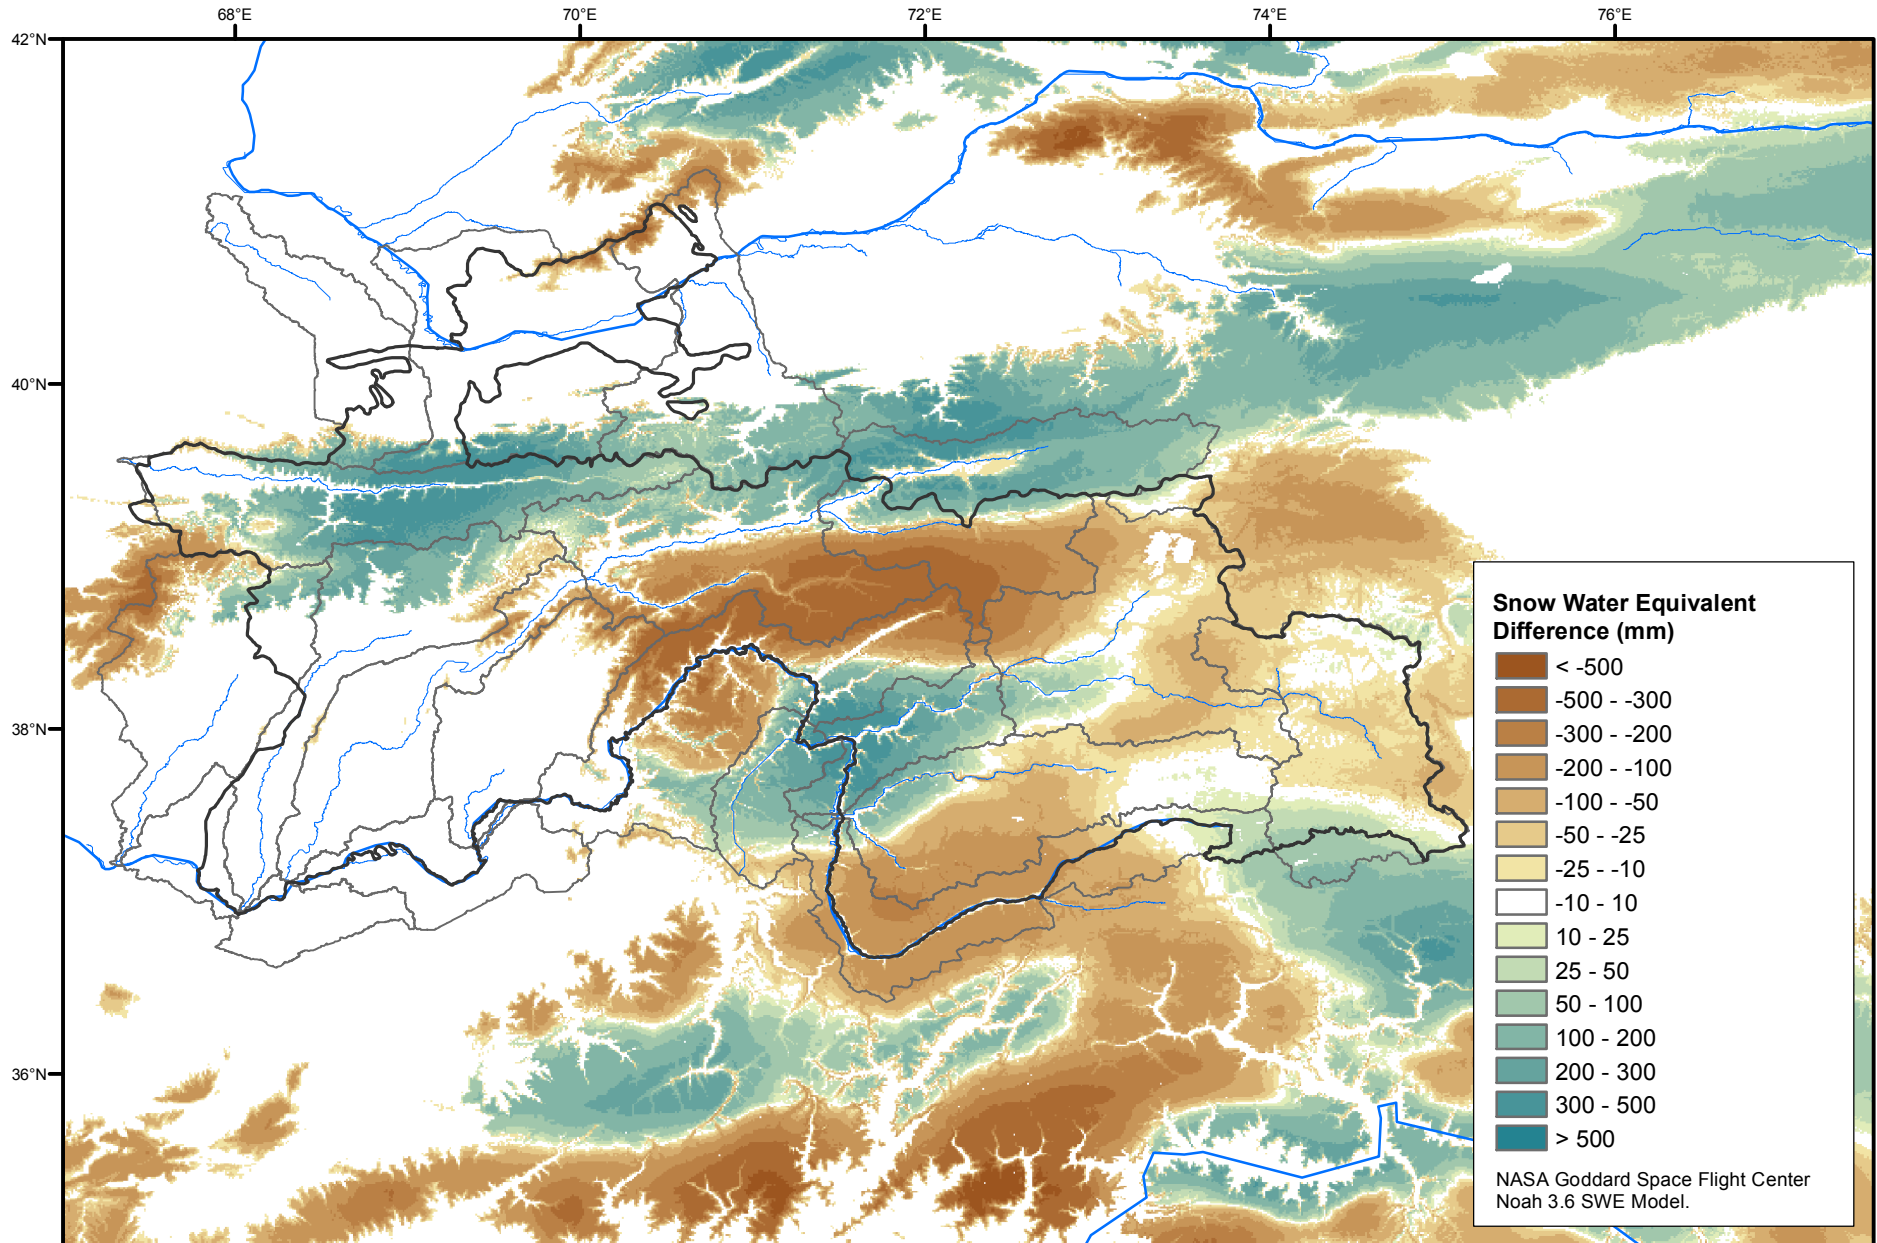 68°E
70°E
72°E
74°E
76°E
42°N
40°N
38°N
36°N
Snow Water Equivalent
Difference (mm)
< -500
-500 - -300
-300 - -200
-200 - -100
-100 - -50
-50 - -25
-25 - -10
-10 - 10
10 - 25
25 - 50
50 - 100
100 - 200
200 - 300
300 - 500
> 500
NASA Goddard Space Flight Center
Noah 3.6 SWE Model.